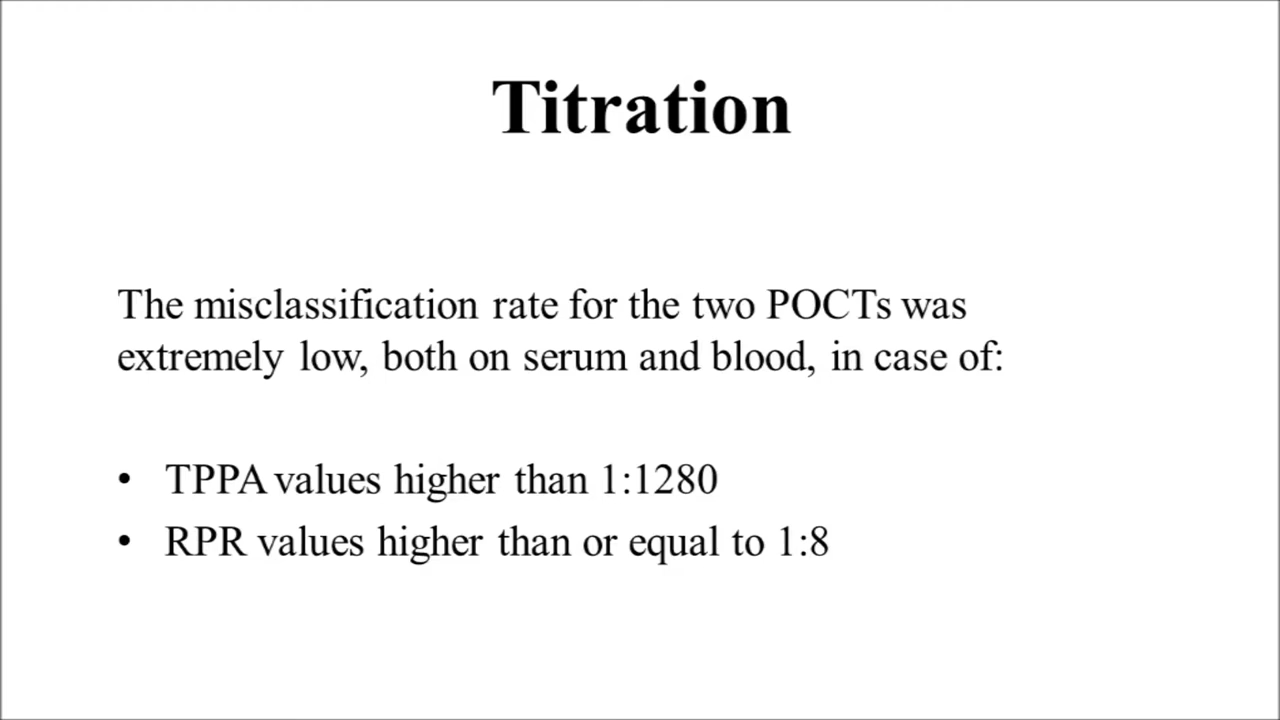 Titration
The misclassification rate for the two POCTs was
extremely low, both on serum and blood, in case of:
• TPPA values higher than 1:1280
• RPR values higher than or equal to 1:8